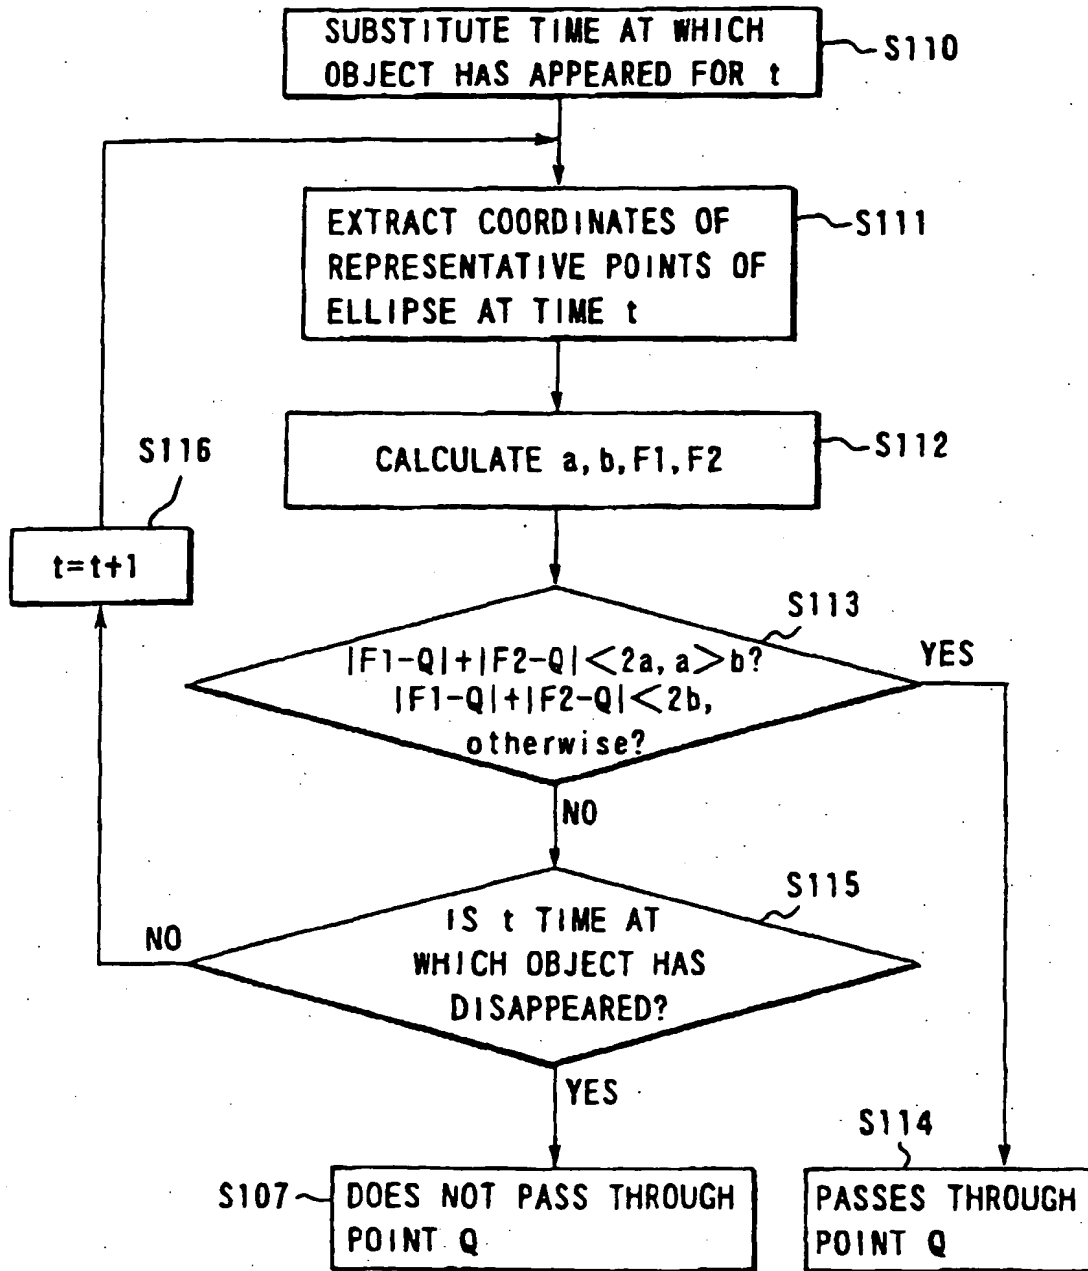 SUBSTITUTE TIME AT WHICH
OBJECT HAS APPEARED FOR t
S110
EXTRACT COORDINATES OF
REPRESENTATIVE POINTS OF
ELLIPSE AT TIME t
S111
CALCULATE a, b, F1, F2
S112
S116
t=t+1
S113
|F1-Q|+|F2-Q|<2a, a>b?
|F1-Q|+|F2-Q|<2b,
otherwise?
YES
NO
S115
IS t TIME AT
WHICH OBJECT HAS
DISAPPEARED?
NO
YES
S114
S107
DOES NOT PASS THROUGH
POINT Q
PASSES THROUGH
POINT Q